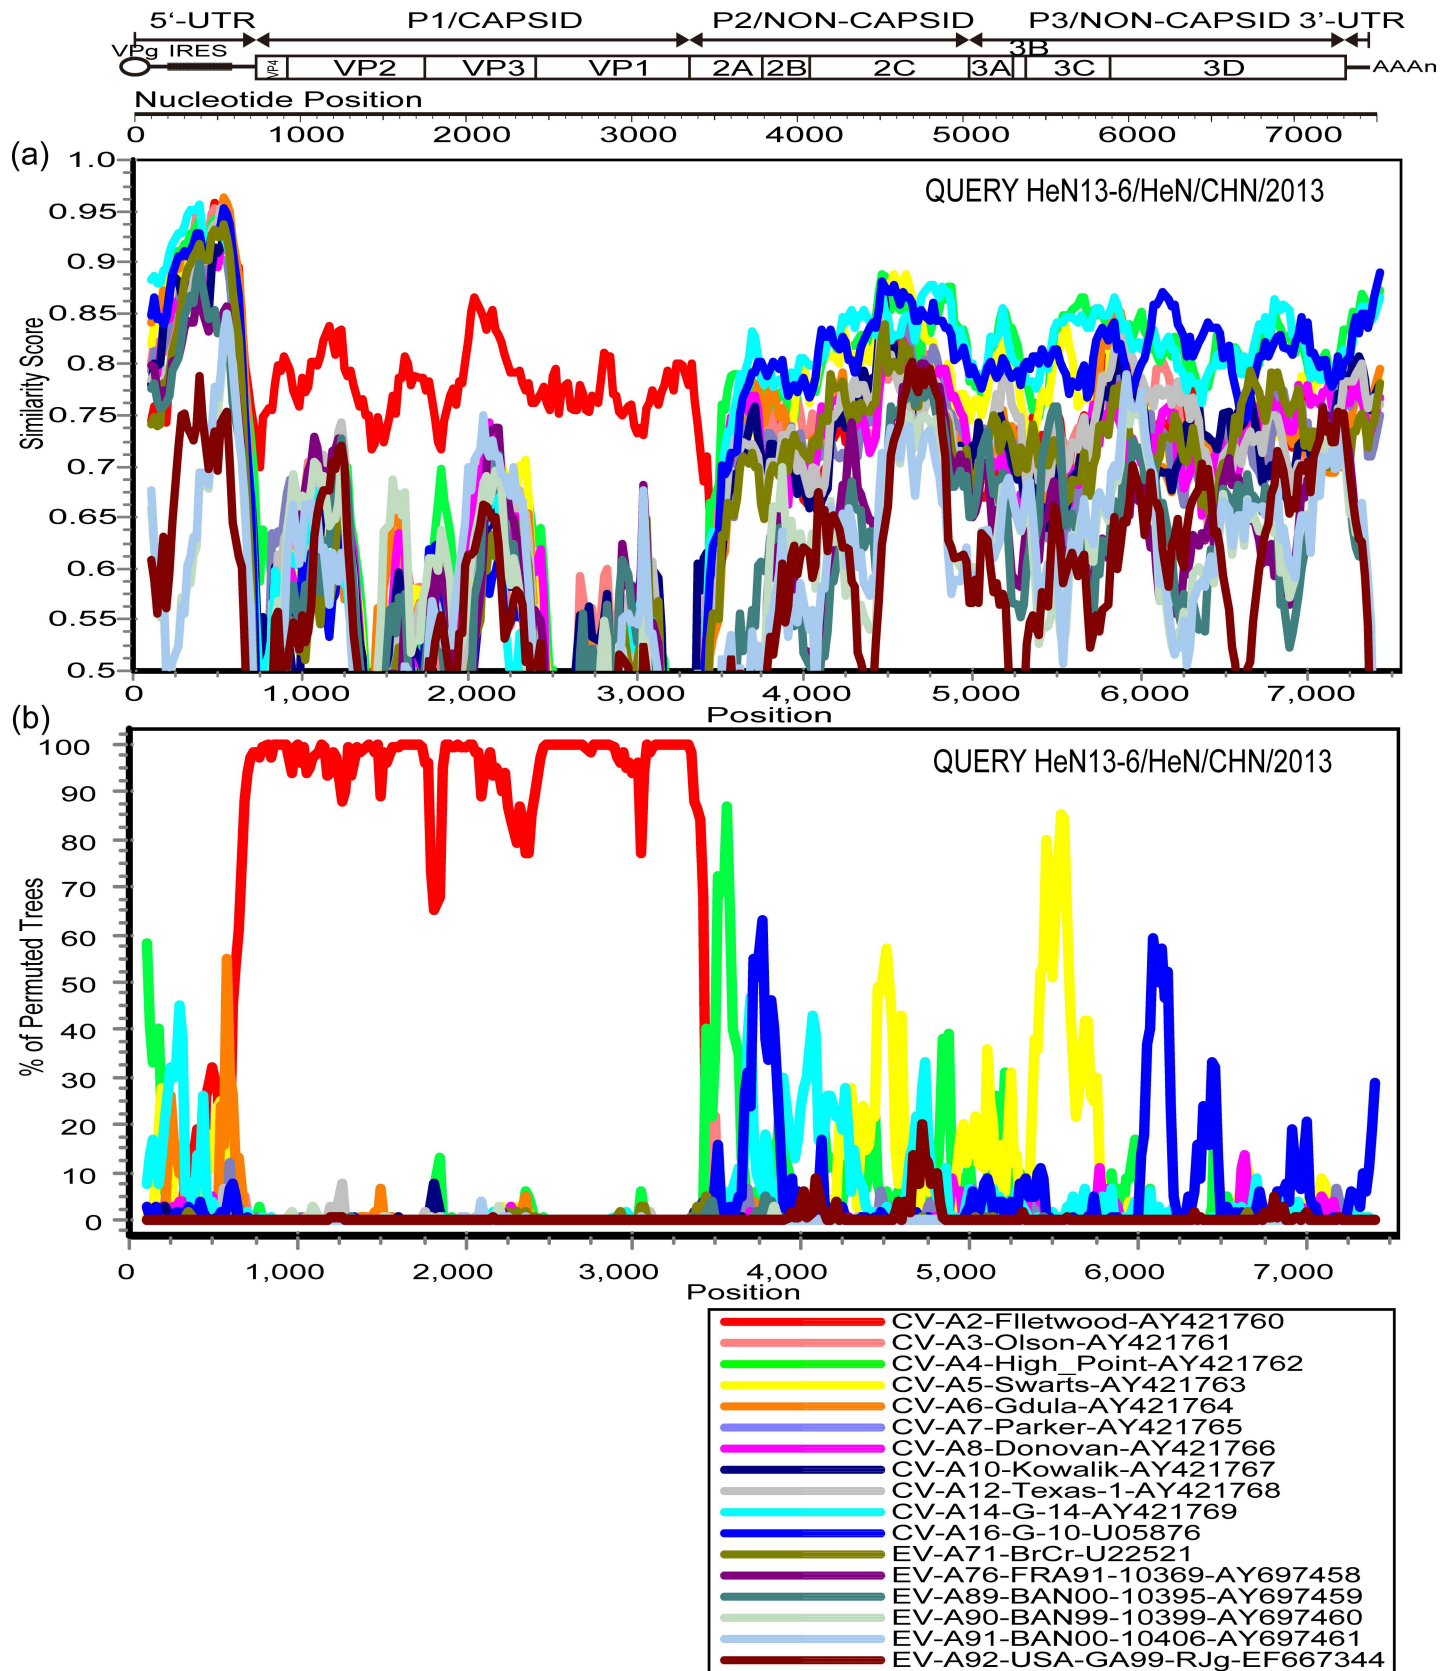 5‘-UTR P1/CAPSID P2/NON-CAPSID P3/NON-CAPSID 3’-UTR
VPg IRES 3B
VP4 VP2 VP3 VP1 2A 2B 2C 3A 3C 3D AAAn
Nucleotide Position
0 1000 2000 3000 4000 5000 6000 7000
(a)
QUERY HeN13-6/HeN/CHN/2013
Similarity Score
1.0
0.95
0.9
0.85
0.8
0.75
0.7
0.65
0.6
0.55
0.5
0 1,000 2,000 3,000 4,000 5,000 6,000 7,000
Position
(b)
QUERY HeN13-6/HeN/CHN/2013
% of Permuted Trees
100
90
80
70
60
50
40
30
20
10
0
0 1,000 2,000 3,000 4,000 5,000 6,000 7,000
Position
CV-A2-Flletwood-AY421760
CV-A3-Olson-AY421761
CV-A4-High_Point-AY421762
CV-A5-Swarts-AY421763
CV-A6-Gdula-AY421764
CV-A7-Parker-AY421765
CV-A8-Donovan-AY421766
CV-A10-Kowalik-AY421767
CV-A12-Texas-1-AY421768
CV-A14-G-14-AY421769
CV-A16-G-10-U05876
EV-A71-BrCr-U22521
EV-A76-FRA91-10369-AY697458
EV-A89-BAN00-10395-AY697459
EV-A90-BAN99-10399-AY697460
EV-A91-BAN00-10406-AY697461
EV-A92-USA-GA99-RJg-EF667344